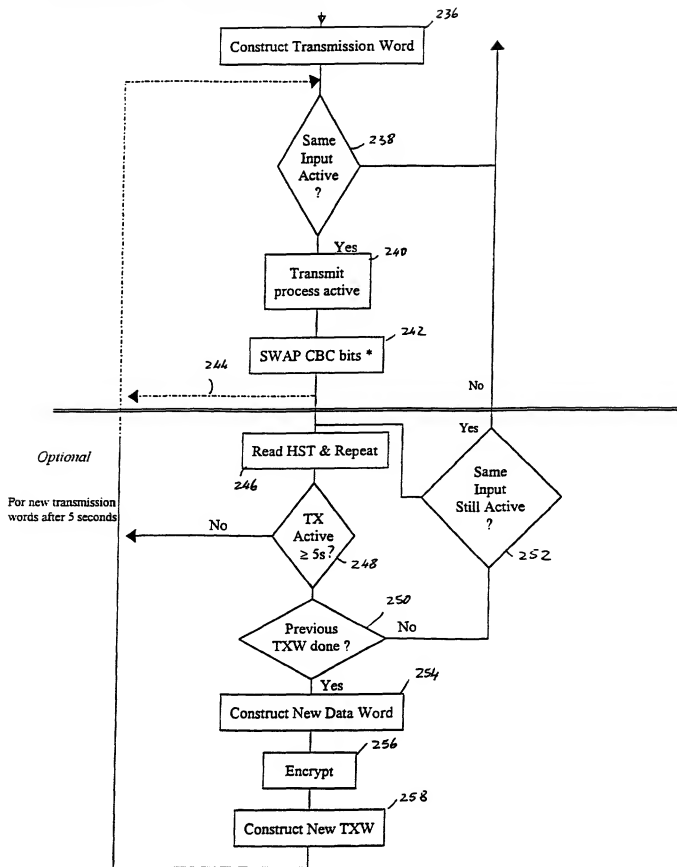 236
Construct Transmission Word
238
Same
Input
Active
?
Yes
240
Transmit
process active
242
SWAP CBC bits *
244
No
Optional
Por new transmission
words after 5 seconds
Read HST & Repeat
246
Yes
Same
Input
Still Active
?
252
No
TX
Active
≥ 5s?
248
250
Previous
TXW done ?
No
Yes
254
Construct New Data Word
256
Encrypt
258
Construct New TXW